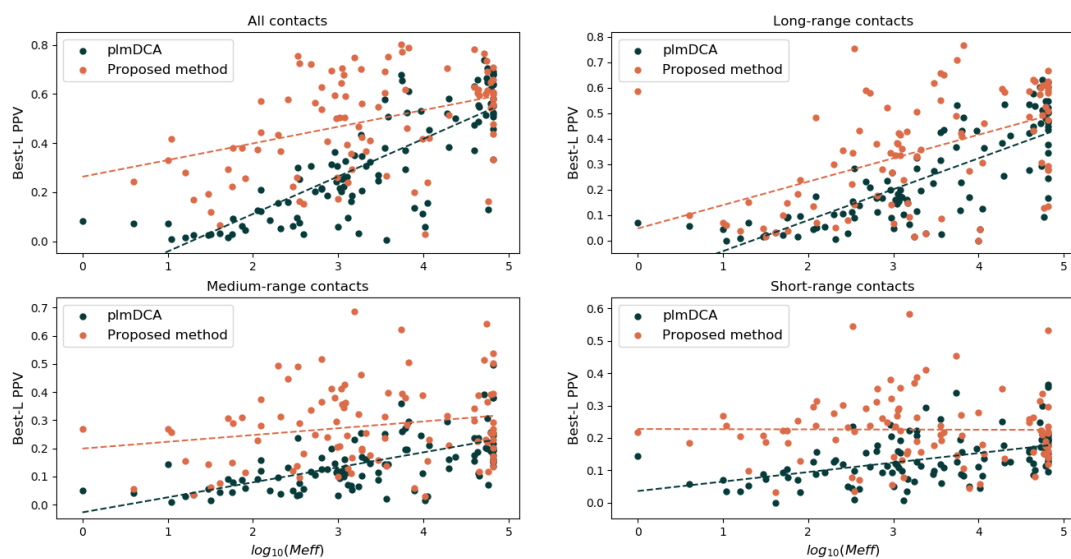 All contacts
Long-range contacts
0.8
0.6
0.4
0.2
0.0
Best-L PPV
plmDCA
Proposed method
0
1
2
3
4
5
0.8
0.7
0.6
0.5
0.4
0.3
0.2
0.1
0.0
Best-L PPV
plmDCA
Proposed method
0
1
2
3
4
5
Medium-range contacts
Short-range contacts
0.7
0.6
0.5
0.4
0.3
0.2
0.1
0.0
Best-L PPV
plmDCA
Proposed method
0
1
2
3
4
5
log10(Meff)
0.6
0.5
0.4
0.3
0.2
0.1
0.0
Best-L PPV
plmDCA
Proposed method
0
1
2
3
4
5
log10(Meff)